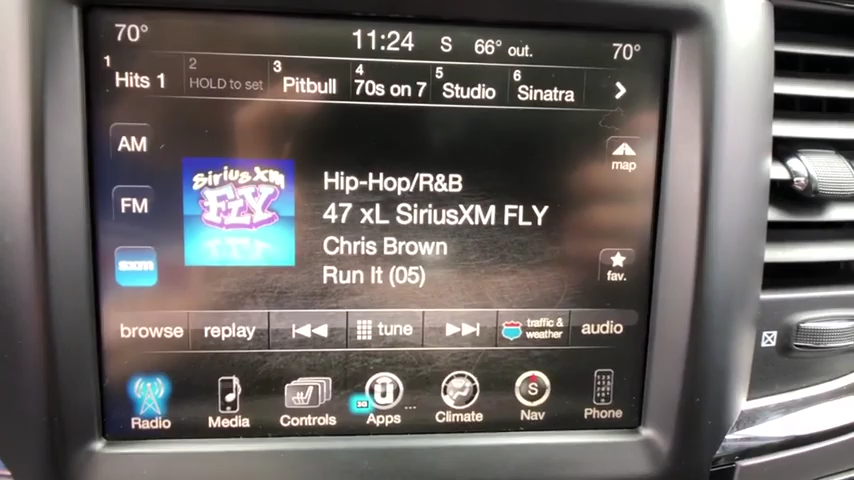 70° 11:24 S 66° out. 70°
1 Hits 1 2 HOLD to set 3 Pitbull 4 70s on 7 5 Studio 6 Sinatra
AM
map
FM
SiriusXM
FLY
Hip-Hop/R&B
47 xL SiriusXM FLY
Chris Brown
Run It (05)
sxm
fav.
browse replay tune traffic & weather audio
Radio Media Controls 3G Apps ... Climate S Nav Phone